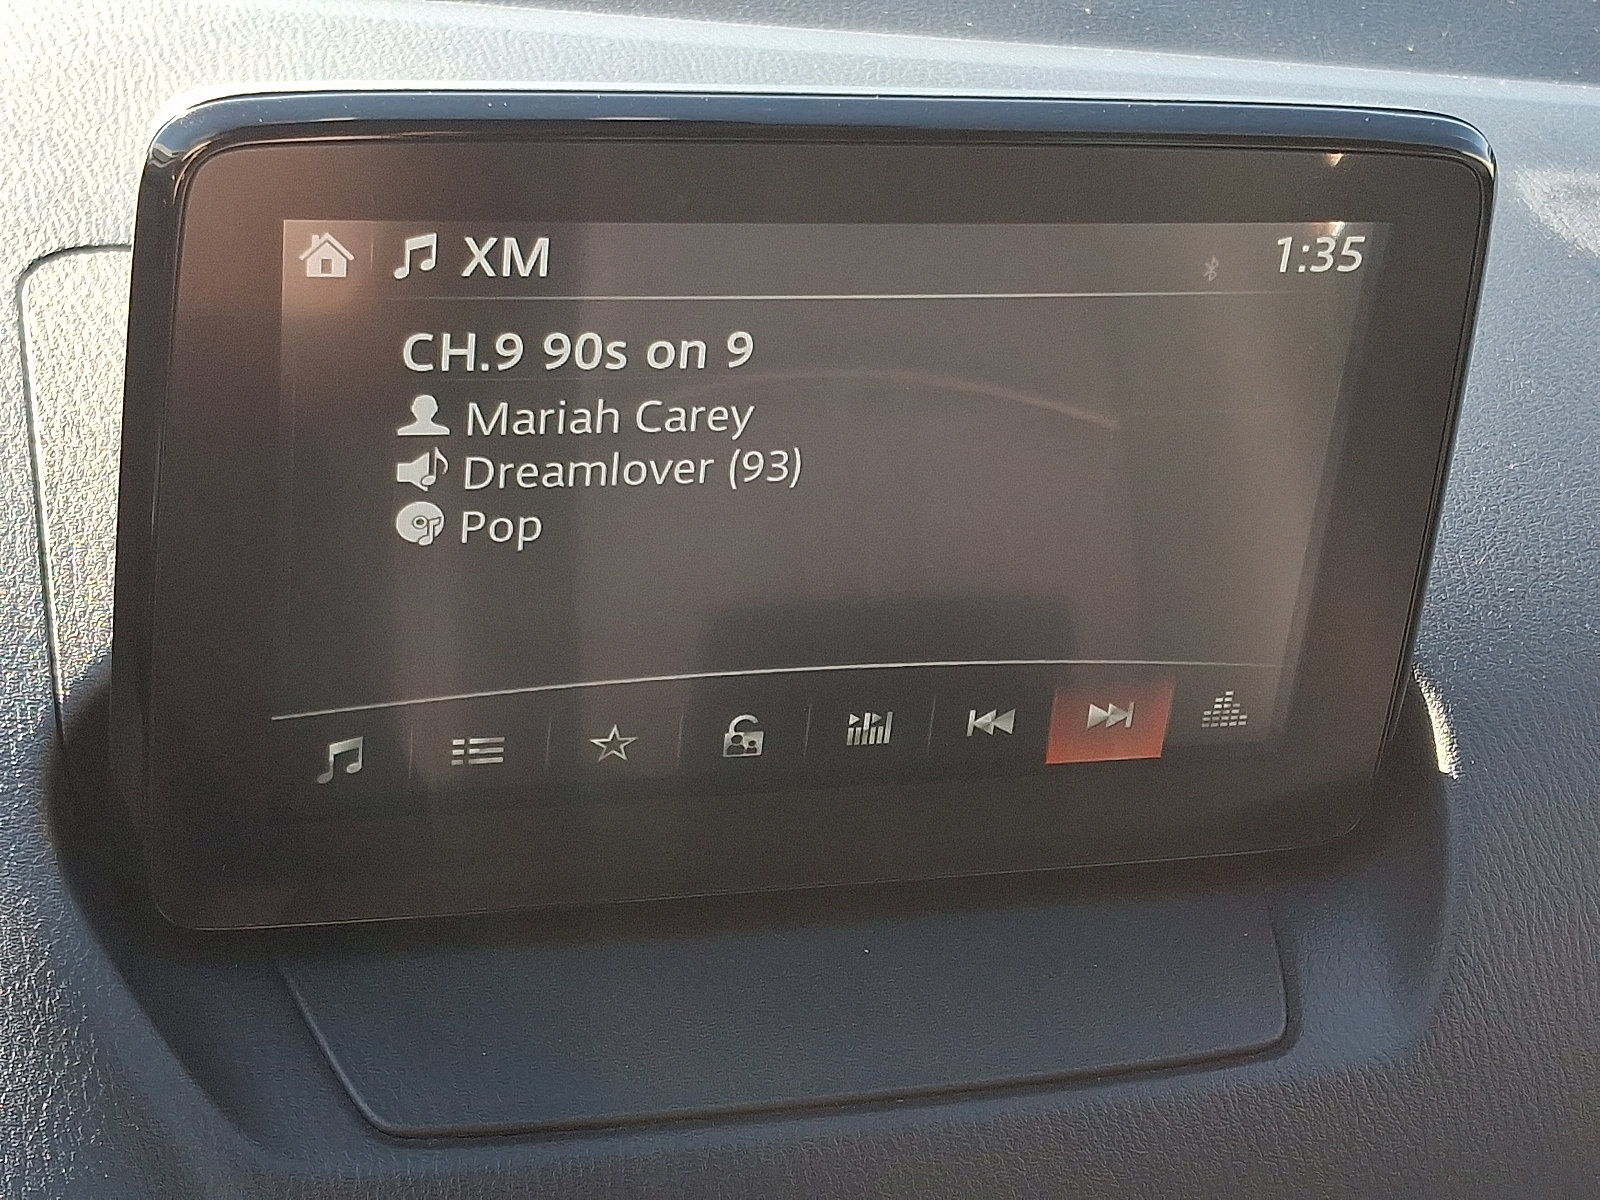 XM
1:35
CH.9 90s on 9
Mariah Carey
Dreamlover (93)
Pop